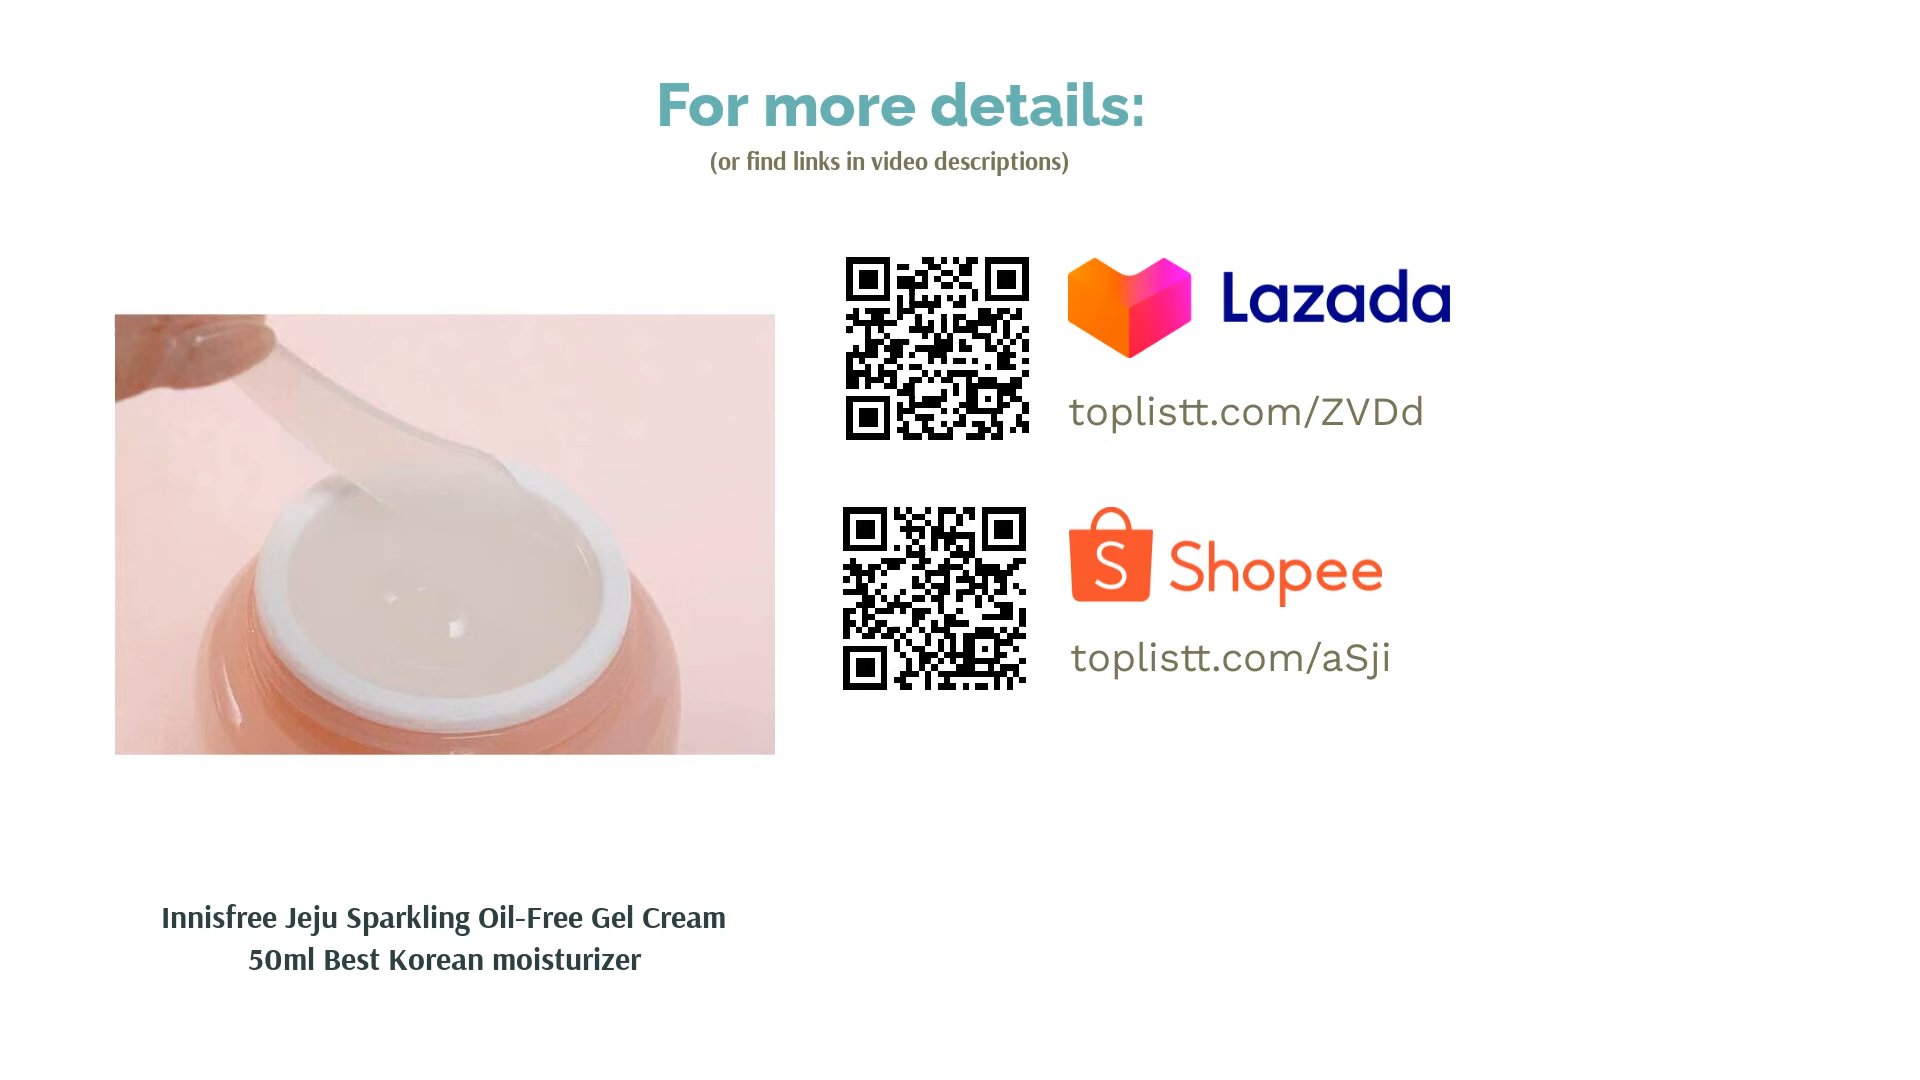 For more details:
(or find links in video descriptions)
Lazada
toplistt.com/ZVDd
S Shopee
toplistt.com/aSji
Innisfree Jeju Sparkling Oil-Free Gel Cream
50ml Best Korean moisturizer